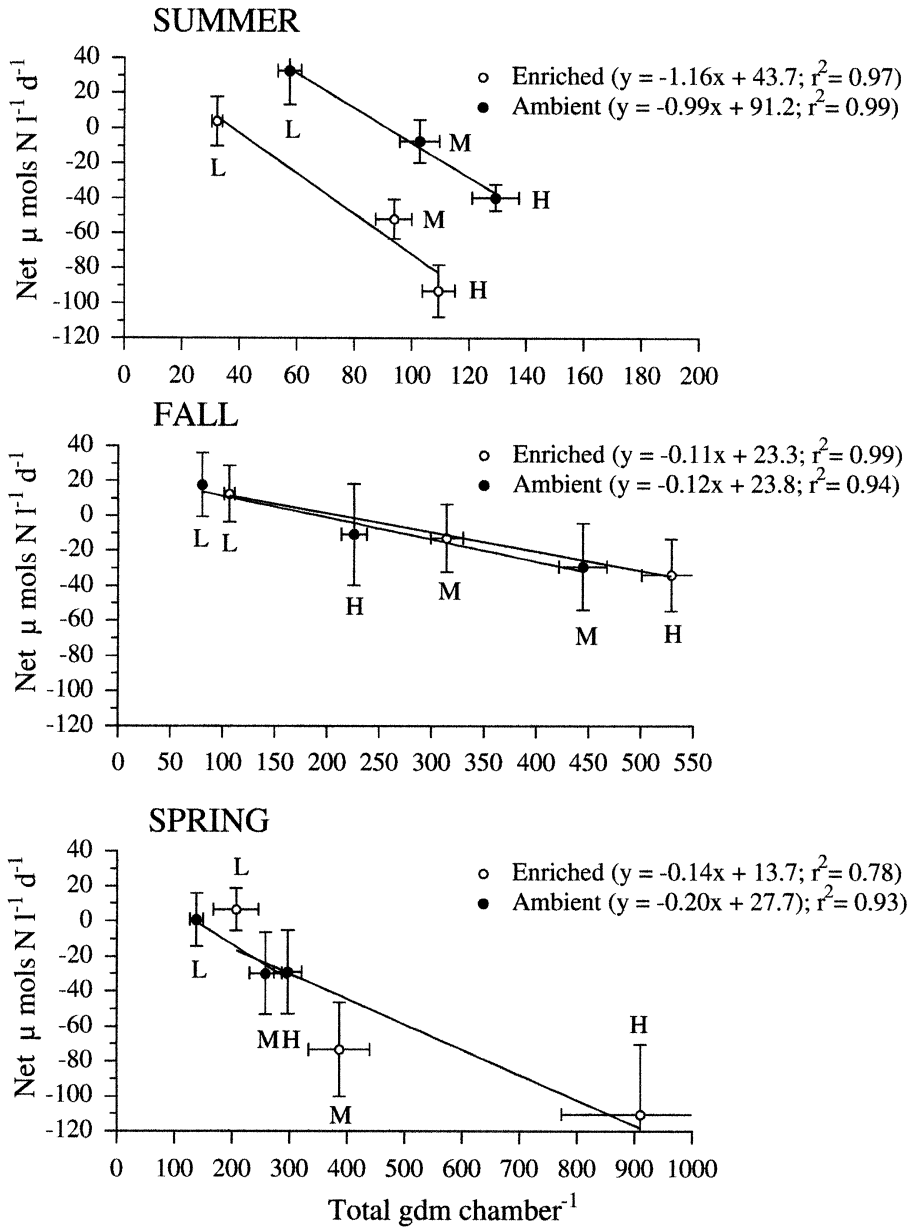 SUMMER
Net μ mols N l-1 d-1
40
20
0
-20
-40
-60
-80
-100
-120
○ Enriched (y = -1.16x + 43.7; r2= 0.97)
● Ambient (y = -0.99x + 91.2; r2= 0.99)
L
L
M
H
M
H
0 20 40 60 80 100 120 140 160 180 200
FALL
Net μ mols N l-1 d-1
40
20
0
-20
-40
-60
-80
-100
-120
○ Enriched (y = -0.11x + 23.3; r2= 0.99)
● Ambient (y = -0.12x + 23.8; r2= 0.94)
L L
H
M
M
H
0 50 100 150 200 250 300 350 400 450 500 550
SPRING
Net μ mols N l-1 d-1
40
20
0
-20
-40
-60
-80
-100
-120
○ Enriched (y = -0.14x + 13.7; r2= 0.78)
● Ambient (y = -0.20x + 27.7); r2= 0.93)
L
L
M H
M
H
0 100 200 300 400 500 600 700 800 900 1000
Total gdm chamber-1